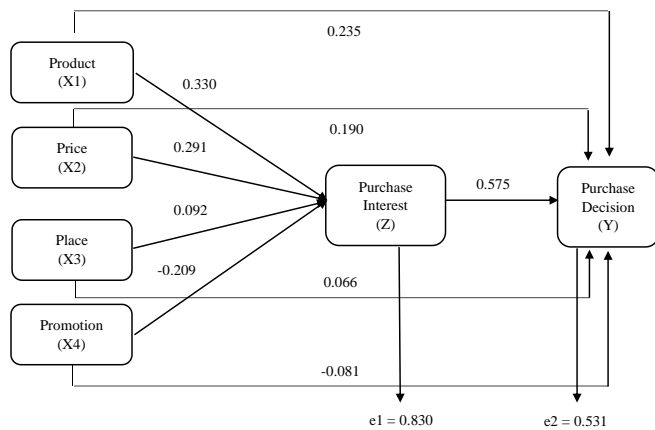 0.235
Product
(X1)
0.330
Price
(X2)
0.190
0.291
Purchase
Interest
(Z)
0.575
Purchase
Decision
(Y)
0.092
Place
(X3)
-0.209
0.066
Promotion
(X4)
-0.081
e1 = 0.830
e2 = 0.531